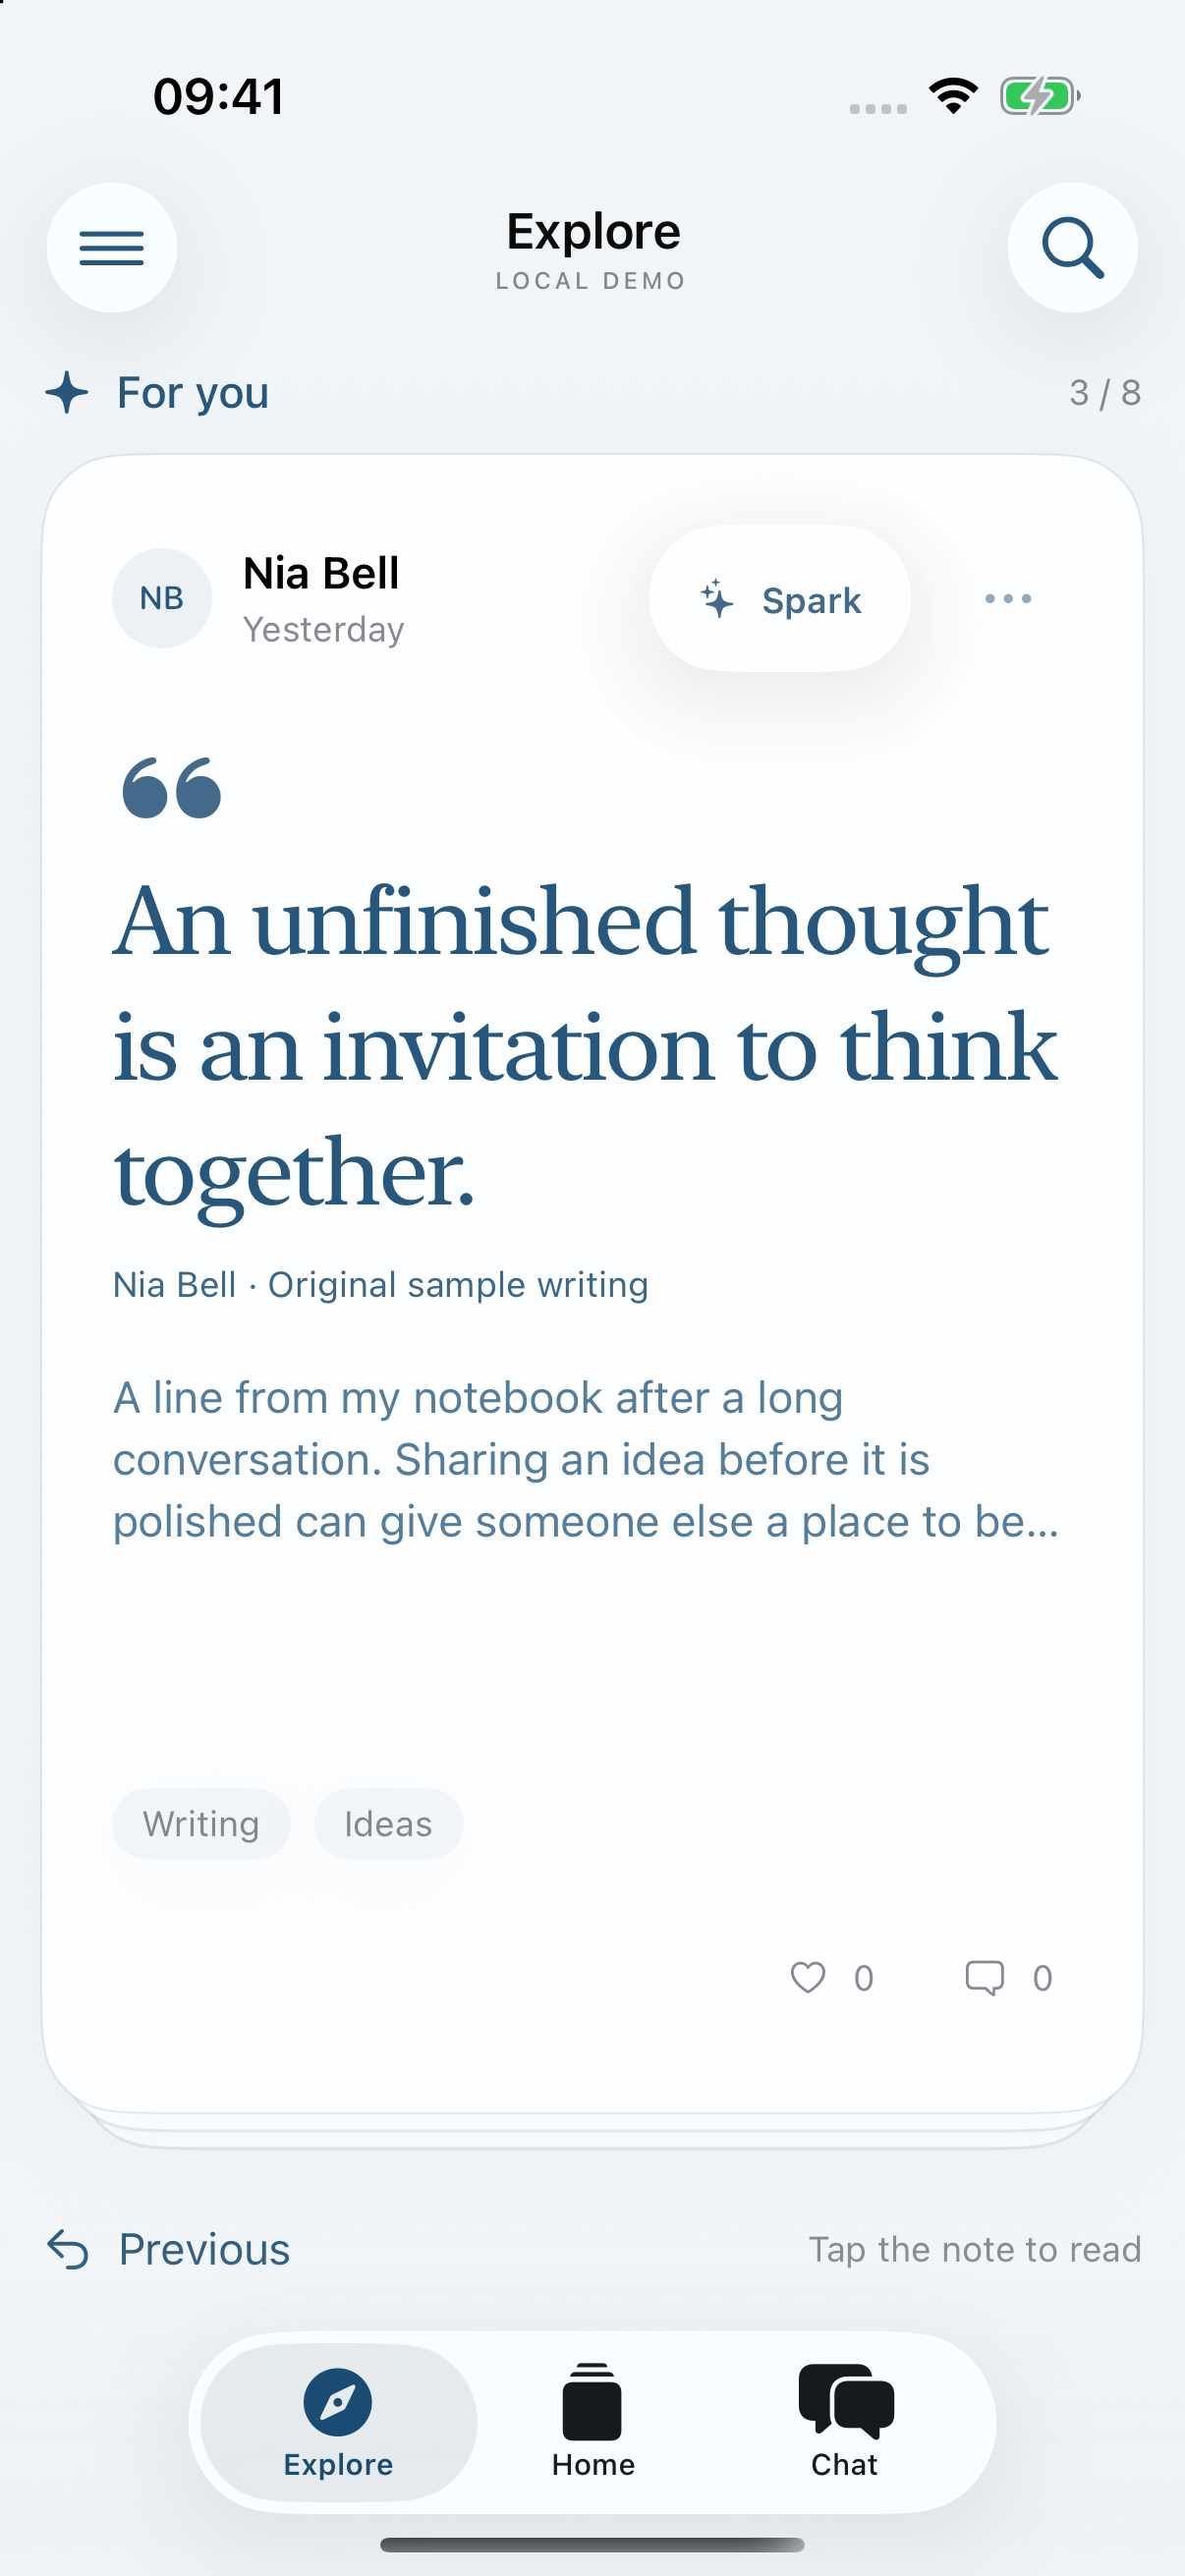 09:41
Explore
LOCAL DEMO
For you
3 / 8
NB
Nia Bell
Yesterday
Spark
“
An unfinished thought
is an invitation to think
together.
Nia Bell · Original sample writing
A line from my notebook after a long
conversation. Sharing an idea before it is
polished can give someone else a place to be...
Writing
Ideas
0
0
Previous
Tap the note to read
Explore
Home
Chat